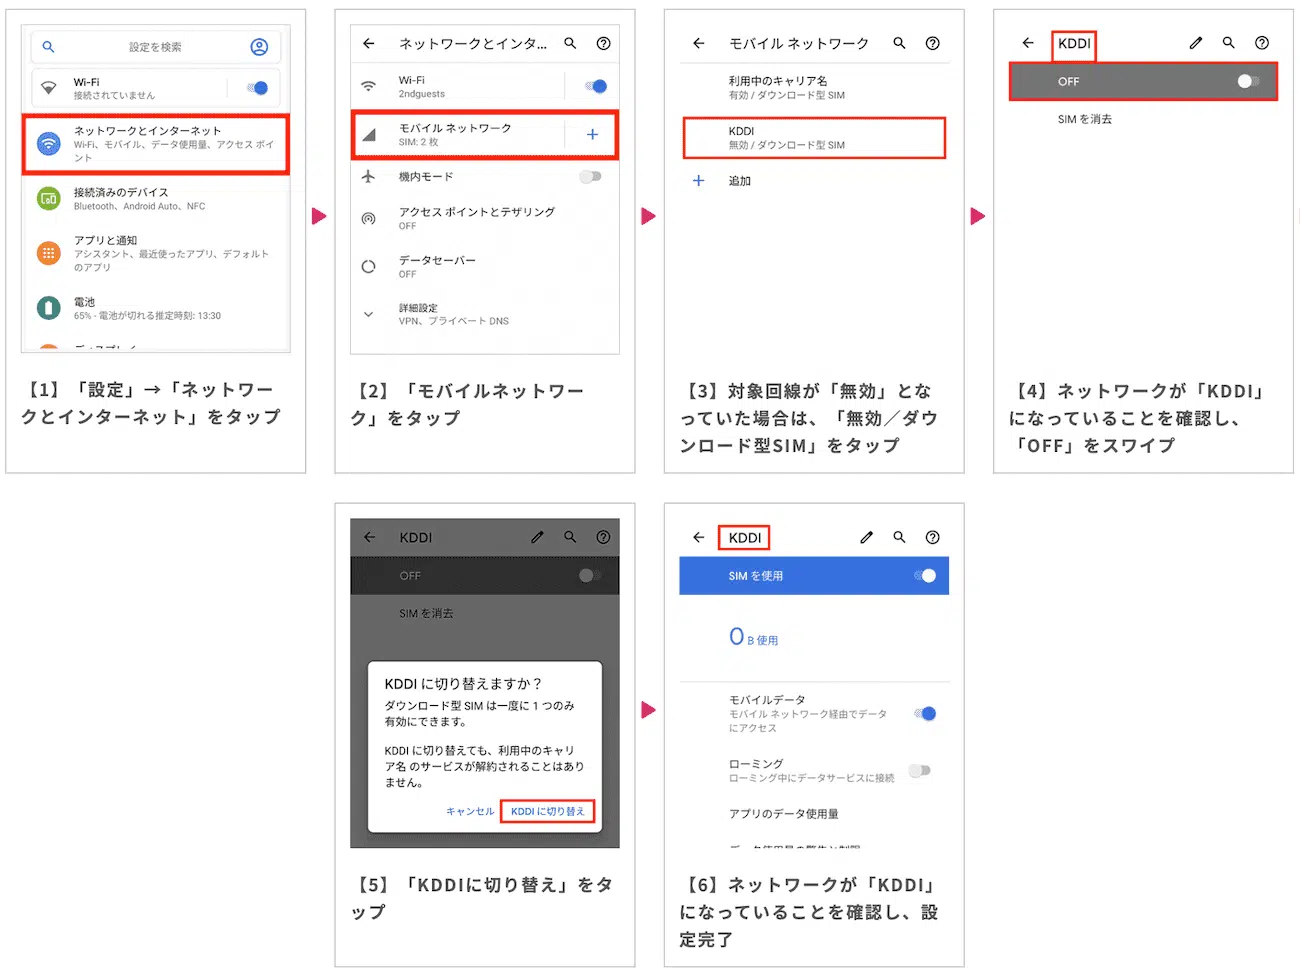 設定を検索
Wi-Fi
接続されていません
ネットワークとインターネット
Wi-Fi、モバイル、データ使用量、アクセス ポイ
ント
接続済みのデバイス
Bluetooth、Android Auto、NFC
アプリと通知
アシスタント、最近使ったアプリ、デフォルト
のアプリ
電池
65% - 電池が切れる推定時刻: 13:30
【1】「設定」→「ネットワー
クとインターネット」をタップ
ネットワークとインタ...
Wi-Fi
2ndguests
モバイル ネットワーク
SIM: 2 枚
機内モード
アクセス ポイントとテザリング
OFF
データセーバー
OFF
詳細設定
VPN、プライベート DNS
【2】「モバイルネットワー
ク」をタップ
モバイル ネットワーク
利用中のキャリア名
有効 / ダウンロード型 SIM
KDDI
無効 / ダウンロード型 SIM
追加
【3】対象回線が「無効」とな
っていた場合は、「無効／ダウ
ンロード型SIM」をタップ
KDDI
OFF
SIM を消去
【4】ネットワークが「KDDI」
になっていることを確認し、
「OFF」をスワイプ
KDDI
OFF
SIM を消去
KDDI に切り替えますか？
ダウンロード型 SIM は一度に 1 つのみ
有効にできます。
KDDI に切り替えても、利用中のキャリ
ア名 のサービスが解約されることはあり
ません。
キャンセル
KDDI に切り替え
【5】「KDDIに切り替え」をタ
ップ
KDDI
SIM を使用
0 B 使用
モバイルデータ
モバイル ネットワーク経由でデータ
にアクセス
ローミング
ローミング中にデータサービスに接続
アプリのデータ使用量
【6】ネットワークが「KDDI」
になっていることを確認し、設
定完了